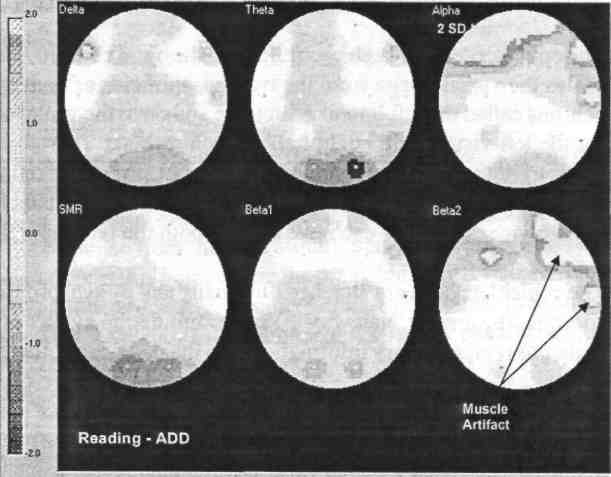 2.0
Delta
Theta
Alpha
2 SD
1.0
SMR
Beta1
Beta2
0.0
-1.0
Muscle
Artifact
Reading - ADD
-2.0